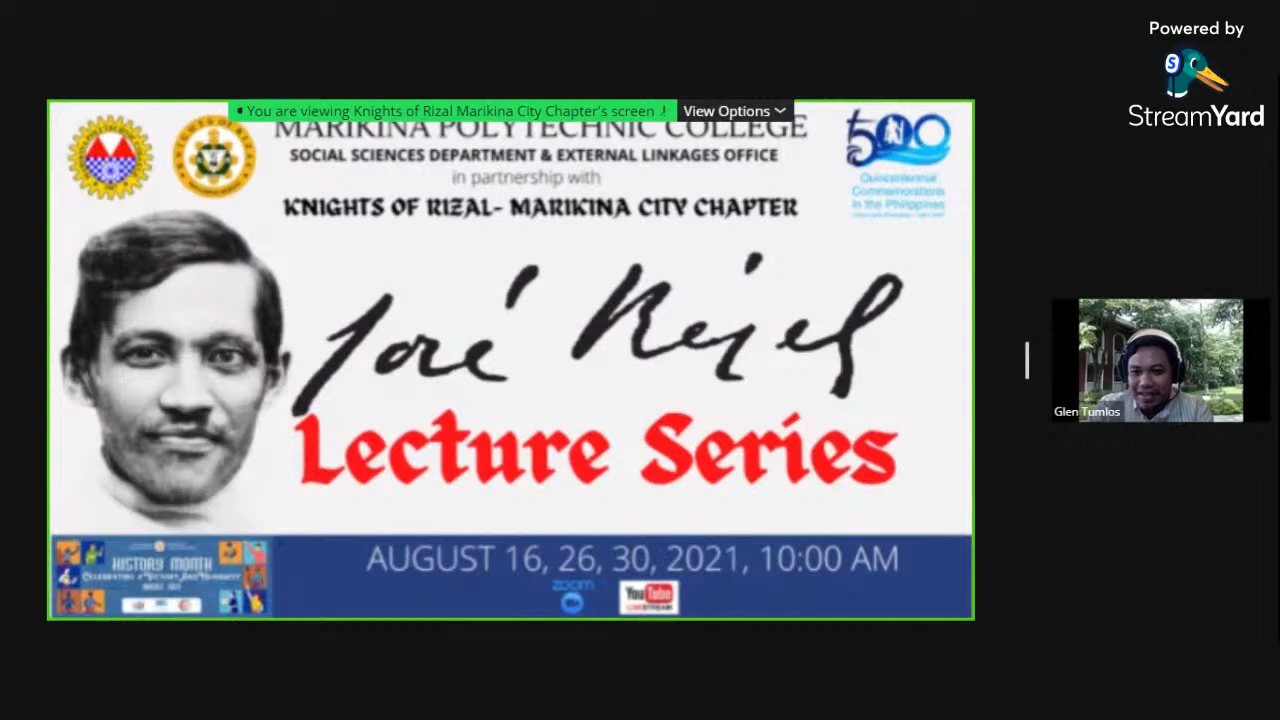 Powered by
StreamYard
You are viewing Knights of Rizal Marikina City Chapter's screen
View Options
MARIKINA POLYTECHNIC COLLEGE
SOCIAL SCIENCES DEPARTMENT & EXTERNAL LINKAGES OFFICE
in partnership with
KNIGHTS OF RIZAL- MARIKINA CITY CHAPTER
500
Quincentennial
Commemorations
in the Philippines
José Rizal
Lecture Series
Glen Tumlos
HISTORY MONTH
AUGUST 16, 26, 30, 2021, 10:00 AM
zoom
YouTube